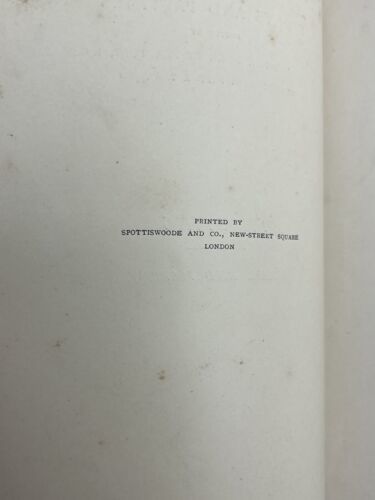 PRINTED BY
SPOTTISWOODE AND CO., NEW-STREET SQUARE
LONDON